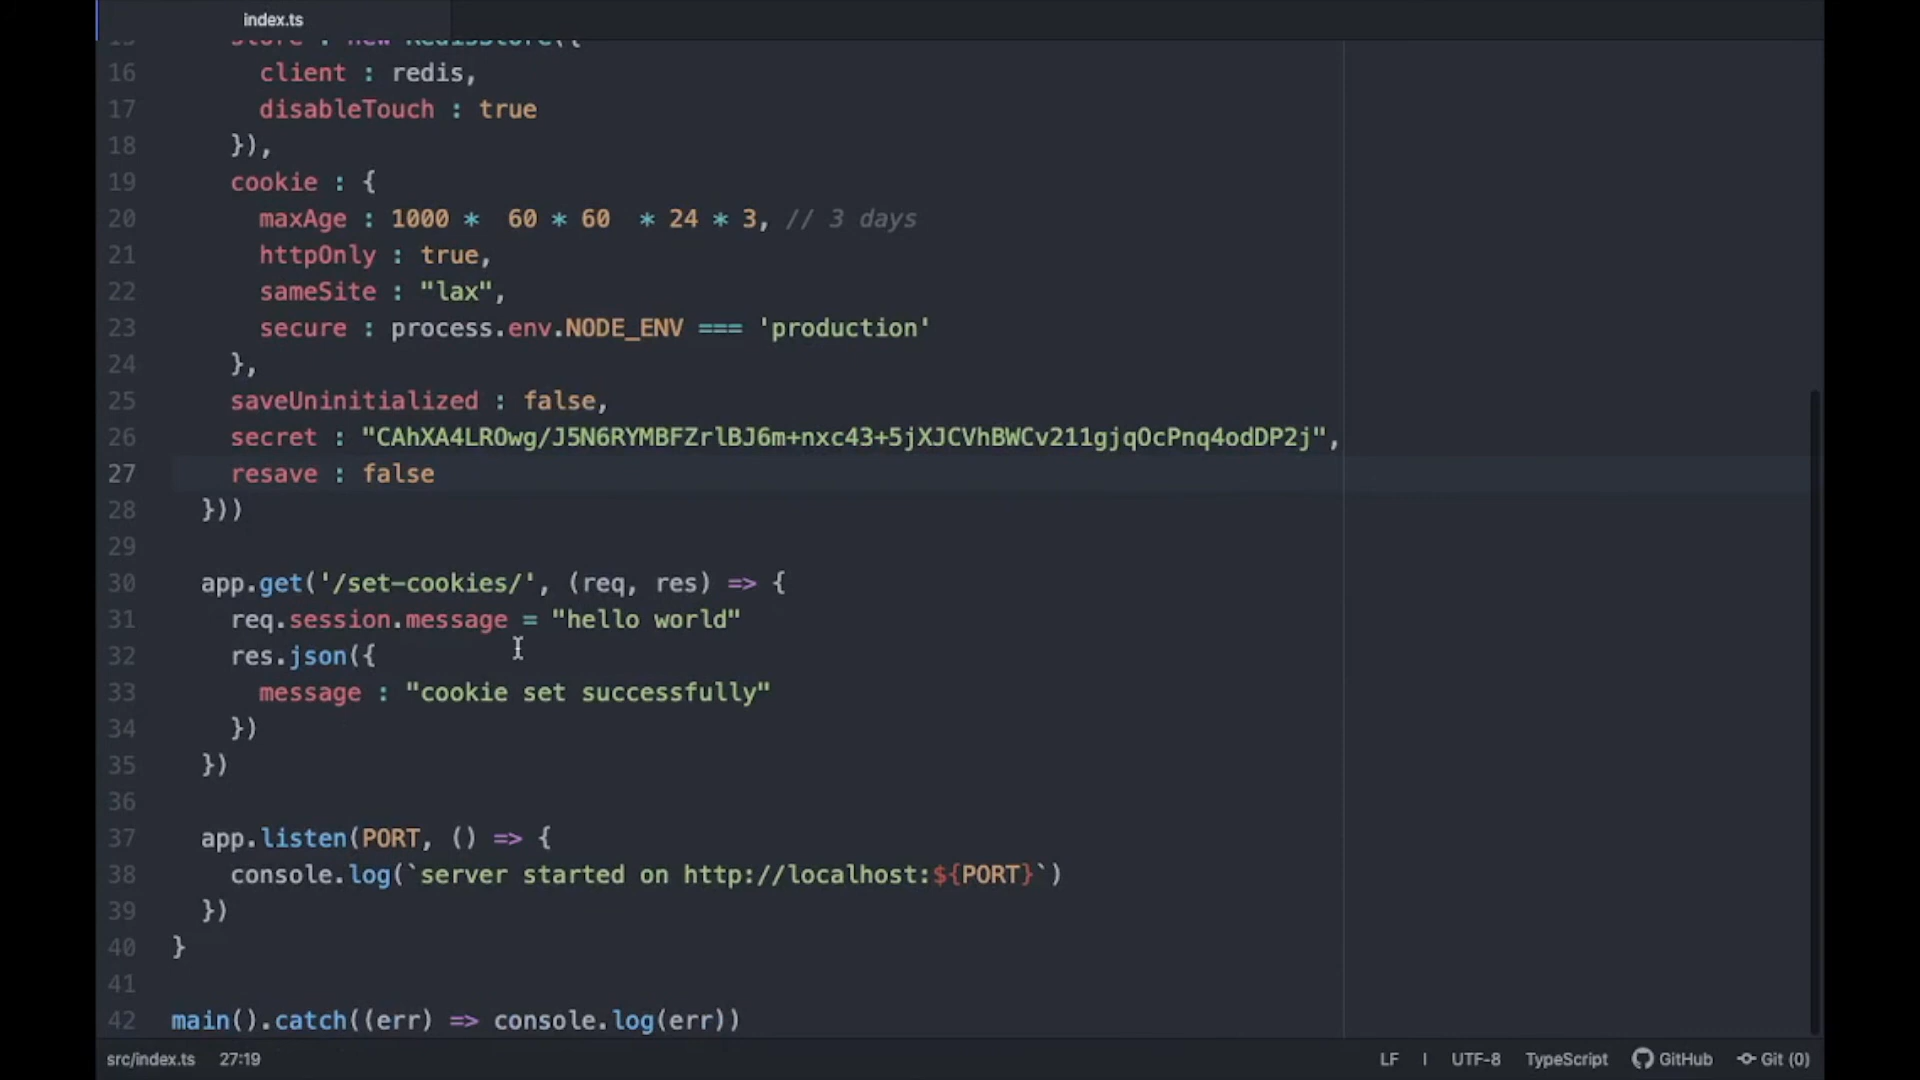 index.ts
15 store : new RedisStore({
16 client : redis,
17 disableTouch : true
18 }),
19 cookie : {
20 maxAge : 1000 *  60 * 60  * 24 * 3, // 3 days
21 httpOnly : true,
22 sameSite : "lax",
23 secure : process.env.NODE_ENV === 'production'
24 },
25 saveUninitialized : false,
26 secret : "CAhXA4LROwg/J5N6RYMBFZrlBJ6m+nxc43+5jXJCVhBWCv211gjqOcPnq4odDP2j",
27 resave : false
28 }))
29
30 app.get('/set-cookies/', (req, res) => {
31 req.session.message = "hello world"
32 res.json({
33 message : "cookie set successfully"
34 })
35 })
36
37 app.listen(PORT, () => {
38 console.log(`server started on http://localhost:${PORT}`)
39 })
40 }
41
42 main().catch((err) => console.log(err))
src/index.ts 27:19 LF UTF-8 TypeScript GitHub Git (0)